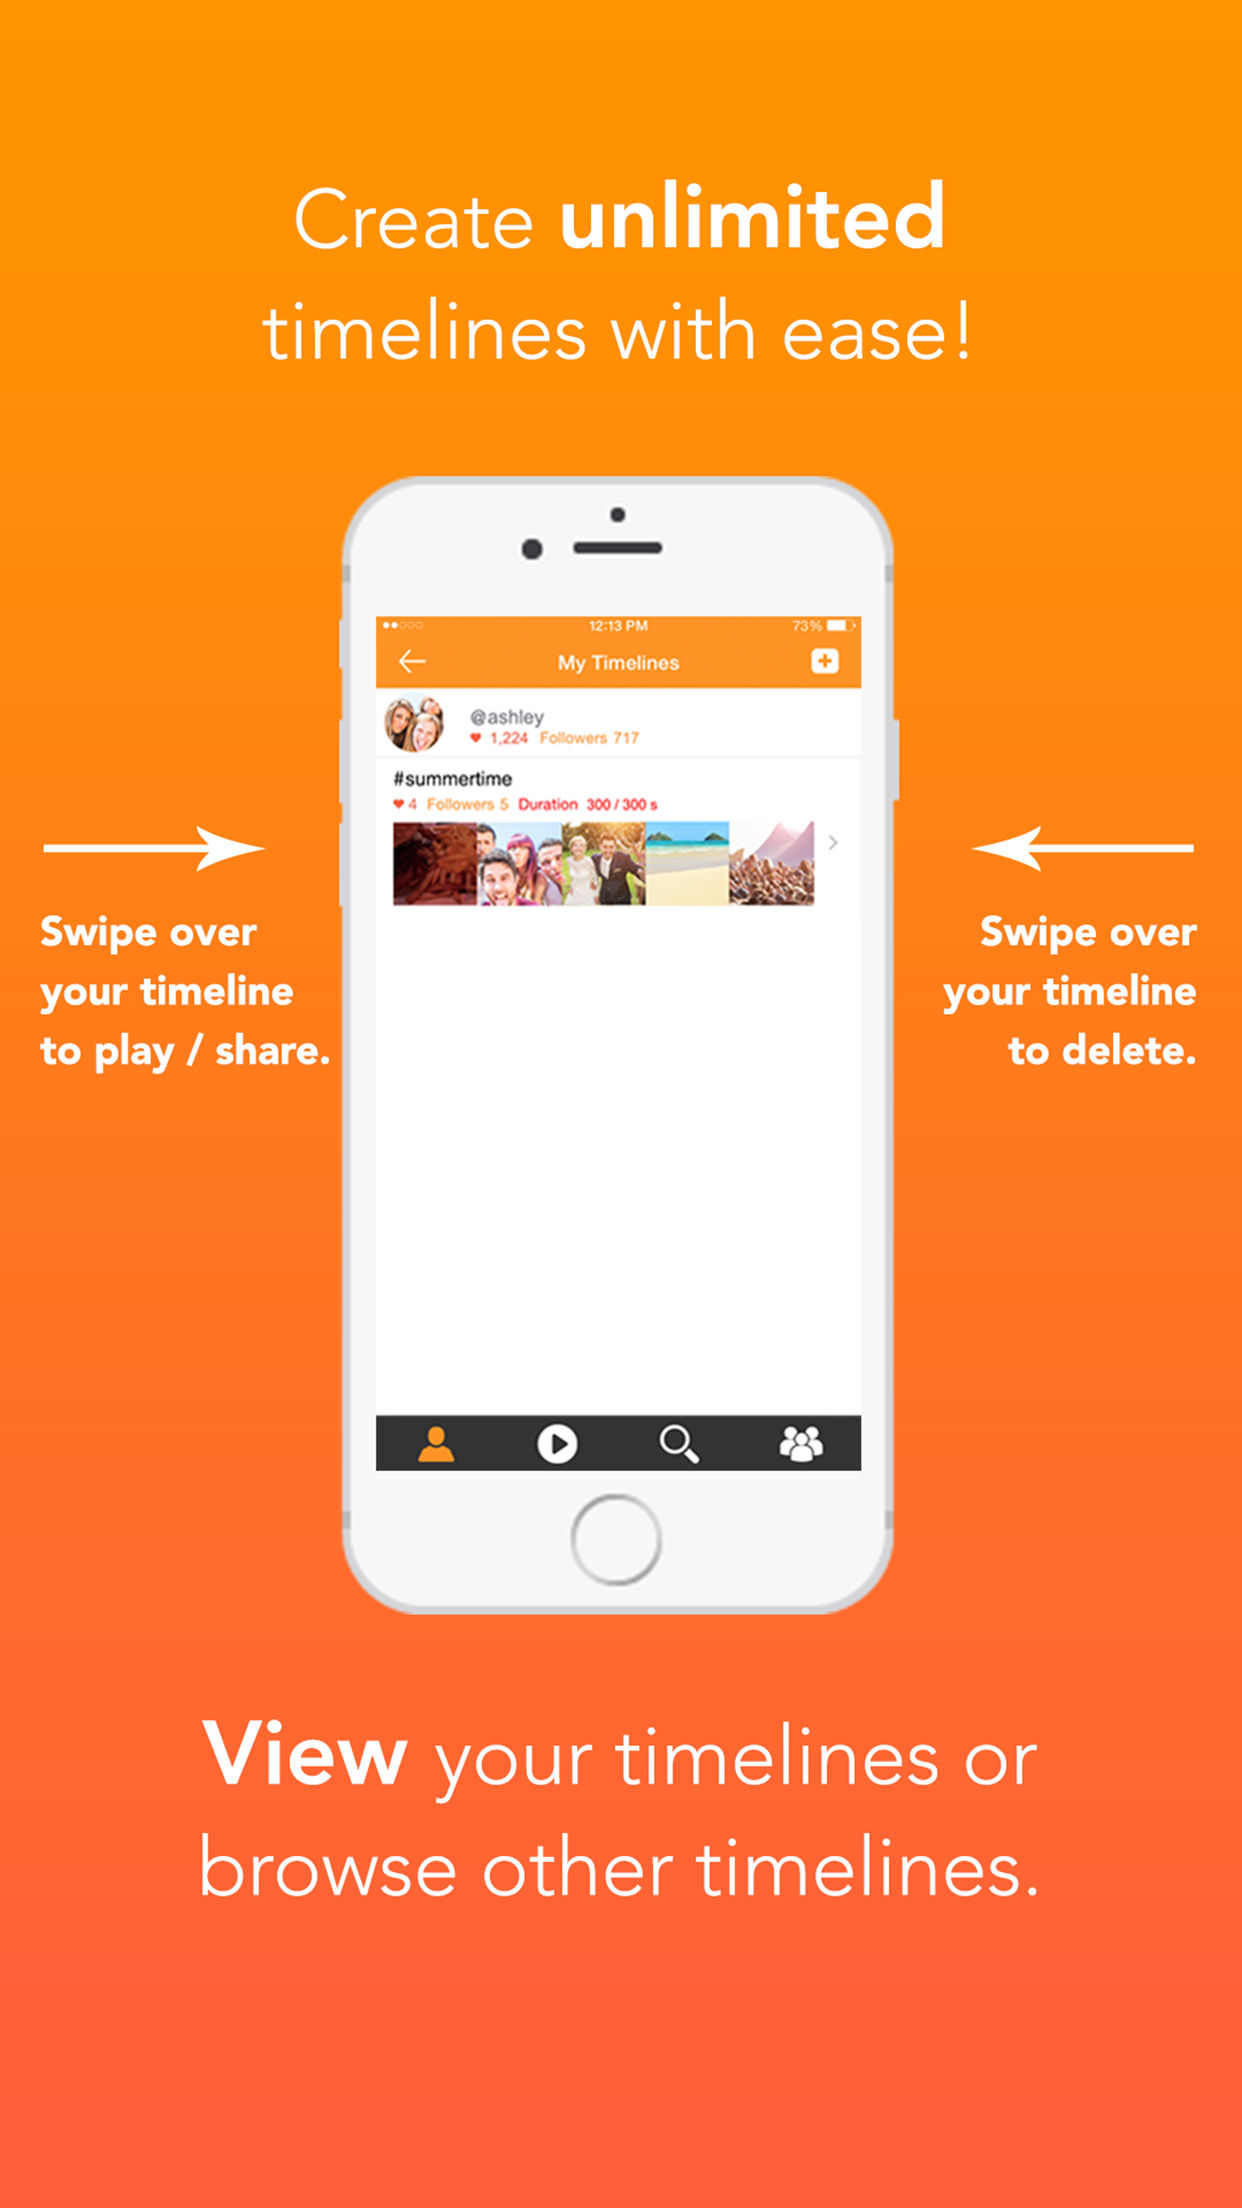 Create unlimited
timelines with ease!
12:13 PM
73%
My Timelines
@ashley
1,224 Followers 717
#summertime
4 Followers 5 Duration 300 / 300 s
Swipe over
your timeline
to play / share.
Swipe over
your timeline
to delete.
View your timelines or
browse other timelines.